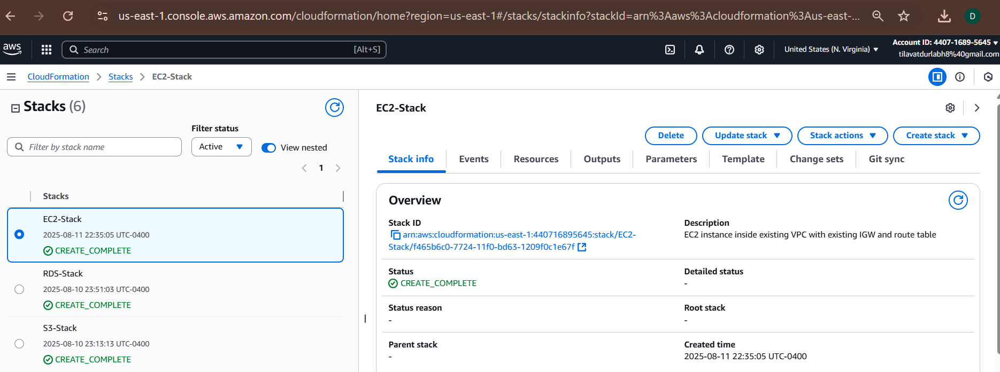 us-east-1.console.aws.amazon.com/cloudformation/home?region=us-east-1#/stacks/stackinfo?stackId=arn%3Aaws%3Acloudformation%3Aus-east-...
D
aws
Search
[Alt+S]
United States (N. Virginia)
Account ID: 4407-1689-5645
tilavatdurlabh8%40gmail.com
CloudFormation
Stacks
EC2-Stack
Stacks (6)
Filter status
Filter by stack name
Active
View nested
1
Stacks
EC2-Stack
2025-08-11 22:35:05 UTC-0400
CREATE_COMPLETE
RDS-Stack
2025-08-10 23:51:03 UTC-0400
CREATE_COMPLETE
S3-Stack
2025-08-10 23:13:13 UTC-0400
CREATE_COMPLETE
EC2-Stack
Delete
Update stack
Stack actions
Create stack
Stack info
Events
Resources
Outputs
Parameters
Template
Change sets
Git sync
Overview
Stack ID
arn:aws:cloudformation:us-east-1:440716895645:stack/EC2-
Stack/f465b6c0-7724-11f0-bd63-1209f0c1e67f
Description
EC2 instance inside existing VPC with existing IGW and route table
Status
CREATE_COMPLETE
Detailed status
-
Status reason
-
Root stack
-
Parent stack
-
Created time
2025-08-11 22:35:05 UTC-0400